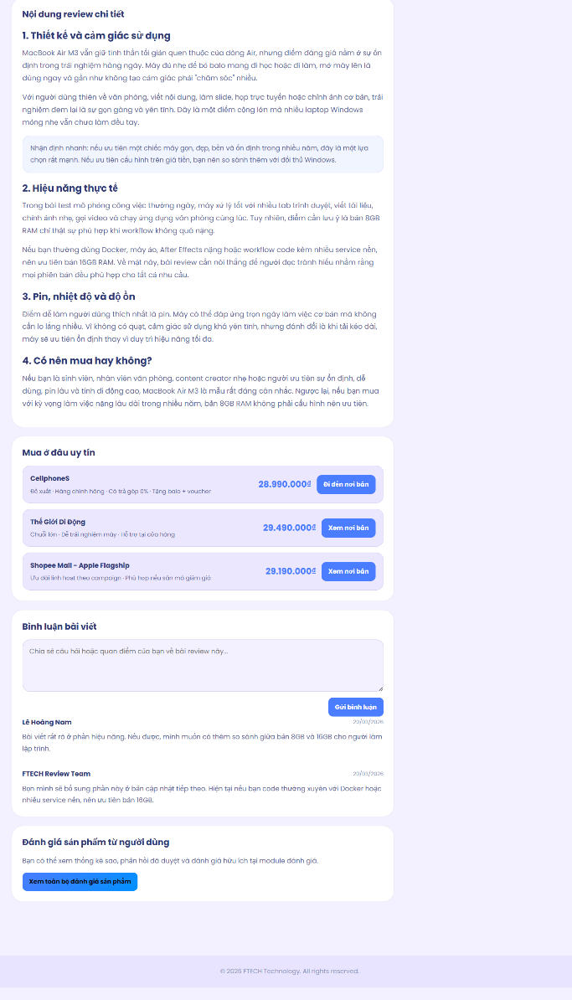 Nội dung review chi tiết
1. Thiết kế và cảm giác sử dụng
MacBook Air M3 vẫn giữ tinh thần tối giản quen thuộc của dòng Air, nhưng điểm đáng giá nằm ở sự ổn
định trong trải nghiệm hàng ngày. Máy đủ nhẹ để bỏ balo mang đi học hoặc đi làm, mở máy lên là
dùng ngay và gần như không tạo cảm giác phải "chăm sóc" nhiều.
Với người dùng thiên về văn phòng, viết nội dung, làm slide, họp trực tuyến hoặc chỉnh ảnh cơ bản, trải
nghiệm đem lại là sự gọn gàng và yên tĩnh. Đây là một điểm cộng lớn mà nhiều laptop Windows
mỏng nhẹ vẫn chưa làm đều tay.
Nhận định nhanh: nếu ưu tiên một chiếc máy gọn, đẹp, bền và ổn định trong nhiều năm, đây là một lựa
chọn rất mạnh. Nếu ưu tiên cấu hình trên giá tiền, bạn nên so sánh thêm với đối thủ Windows.
2. Hiệu năng thực tế
Trong bài test mô phỏng công việc thường ngày, máy xử lý tốt với nhiều tab trình duyệt, viết tài liệu,
chỉnh ảnh nhẹ, gọi video và chạy ứng dụng văn phòng cùng lúc. Tuy nhiên, điểm cần lưu ý là bản 8GB
RAM chỉ thật sự phù hợp khi workflow không quá nặng.
Nếu bạn thường dùng Docker, máy ảo, After Effects nặng hoặc workflow code kèm nhiều service nền,
nên ưu tiên bản 16GB RAM. Về mặt này, bài review cần nói thẳng để người đọc tránh hiểu nhầm rằng
mọi phiên bản đều phù hợp cho tất cả nhu cầu.
3. Pin, nhiệt độ và độ ồn
Điểm dễ làm người dùng thích nhất là pin. Máy có thể đáp ứng trọn ngày làm việc cơ bản mà không
cần lo lắng nhiều. Vì không có quạt, cảm giác sử dụng khá yên tĩnh, nhưng đánh đổi là khi tải kéo dài,
máy sẽ ưu tiên ổn định thay vì duy trì hiệu năng tối đa.
4. Có nên mua hay không?
Nếu bạn là sinh viên, nhân viên văn phòng, content creator nhẹ hoặc người ưu tiên sự ổn định, dễ
dùng, pin lâu và tính di động cao, MacBook Air M3 là mẫu rất đáng cân nhắc. Ngược lại, nếu bạn mua
với kỳ vọng làm việc nặng lâu dài trong nhiều năm, bản 8GB RAM không phải cấu hình nên ưu tiên.
Mua ở đâu uy tín
CellphoneS
Đề xuất · Hàng chính hãng · Có trả góp 0% · Tặng balo + voucher
28.990.000₫
Đi đến nơi bán
Thế Giới Di Động
Chuỗi lớn · Dễ trải nghiệm máy · Hỗ trợ tại cửa hàng
29.490.000₫
Xem nơi bán
Shopee Mall - Apple Flagship
Ưu đãi linh hoạt theo campaign · Phù hợp nếu săn mã giảm giá
29.190.000₫
Xem nơi bán
Bình luận bài viết
Chia sẻ câu hỏi hoặc quan điểm của bạn về bài review này...
Gửi bình luận
Lê Hoàng Nam
20/03/2026
Bài viết rất rõ ở phần hiệu năng. Nếu được, mình muốn có thêm so sánh giữa bản 8GB và 16GB cho người làm
lập trình.
FTECH Review Team
20/03/2026
Bọn mình sẽ bổ sung phần này ở bản cập nhật tiếp theo. Hiện tại nếu bạn code thường xuyên với Docker hoặc
nhiều service nền, nên ưu tiên bản 16GB.
Đánh giá sản phẩm từ người dùng
Bạn có thể xem thống kê sao, phản hồi đã duyệt và đánh giá hữu ích tại module đánh giá.
Xem toàn bộ đánh giá sản phẩm
© 2026 FTECH Technology. All rights reserved.